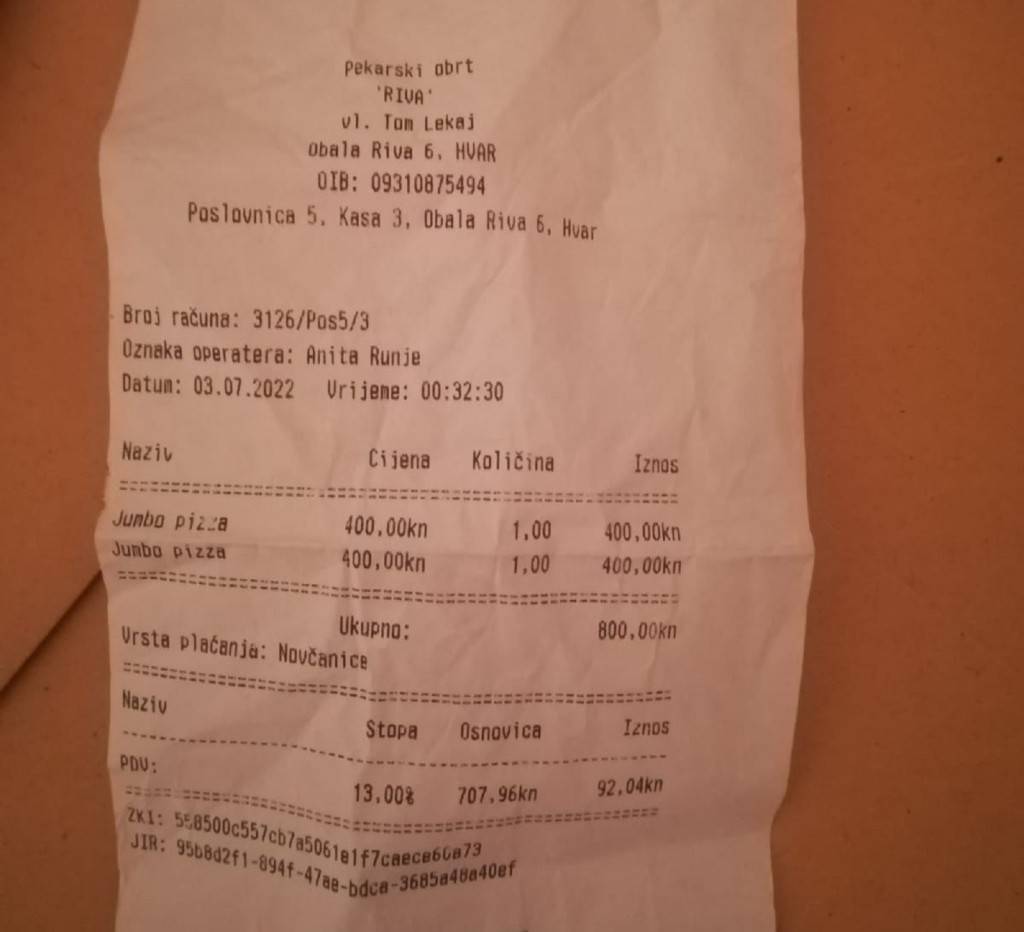 Pekarski obrt
'RIVA'
vl. Tom Lekaj
Obala Riva 6, HVAR
OIB: 09310875494
Poslovnica 5, Kasa 3, Obala Riva 6, Hvar
Broj računa: 3126/Pos5/3
Oznaka operatera: Anita Runje
Datum: 03.07.2022 Vrijeme: 00:32:30
Naziv Cijena Količina Iznos
Jumbo pizza 400,00kn 1,00 400,00kn
Jumbo pizza 400,00kn 1,00 400,00kn
Ukupno: 800,00kn
Vrsta plaćanja: Novčanice
Naziv Stopa Osnovica Iznos
PDV: 13,00% 707,96kn 92,04kn
ZKI:
JIR: